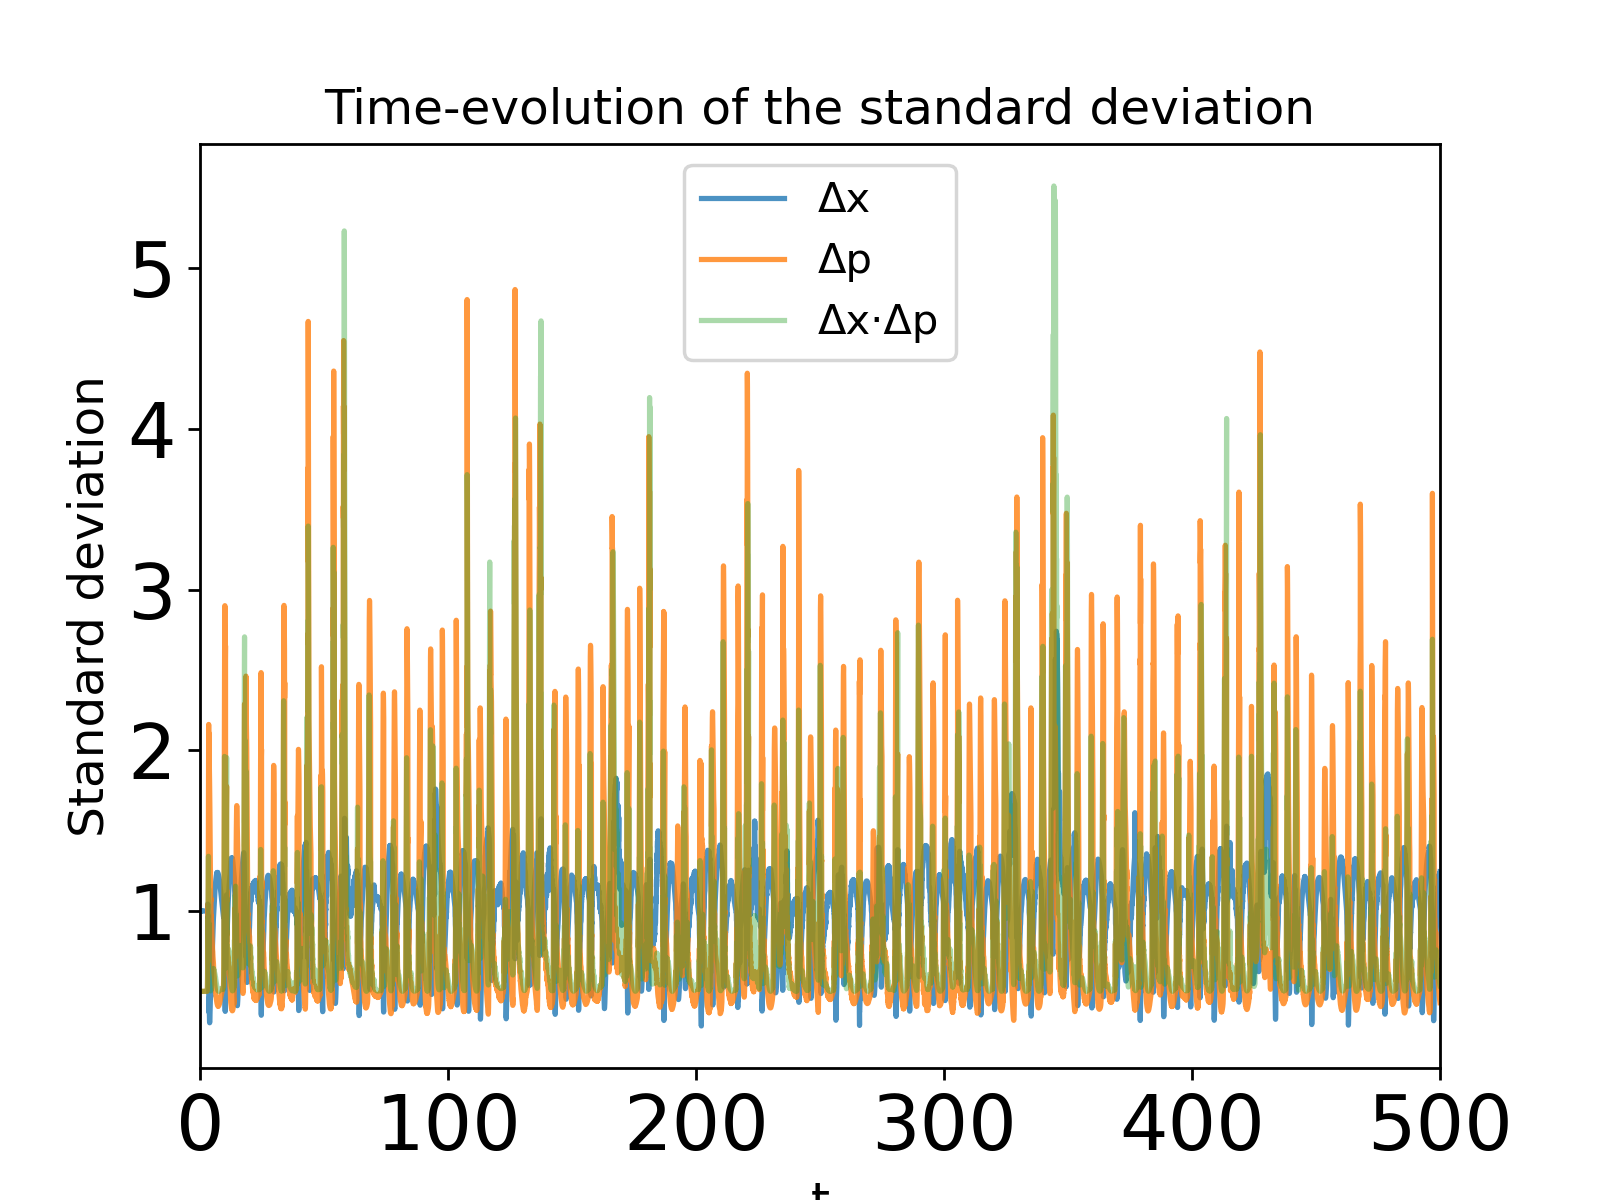 Time-evolution of the standard deviation
Δx
Δp
Δx·Δp
Standard deviation
5
4
3
2
1
0 100 200 300 400 500
t